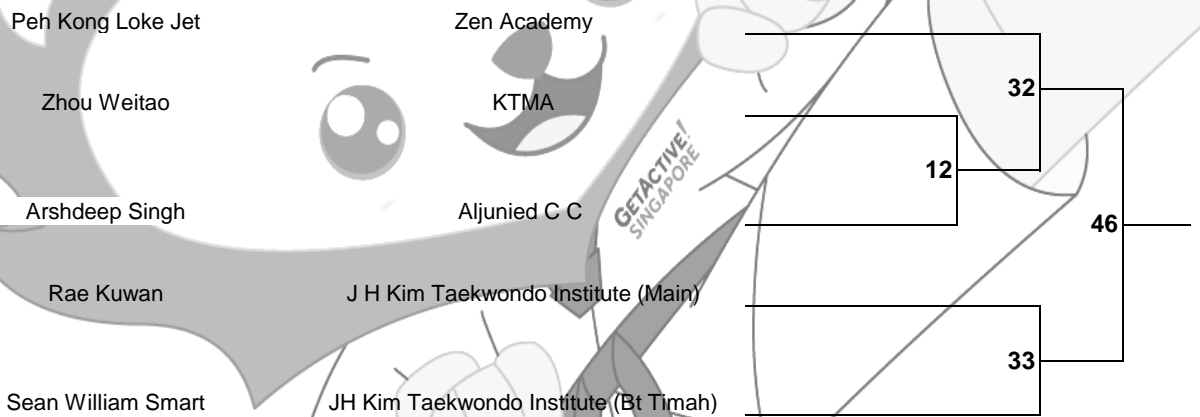 Peh Kong Loke Jet Zen Academy
32
Zhou Weitao KTMA
GETACTIVE!
SINGAPORE
12
Arshdeep Singh Aljunied C C
46
Rae Kuwan J H Kim Taekwondo Institute (Main)
33
Sean William Smart JH Kim Taekwondo Institute (Bt Timah)